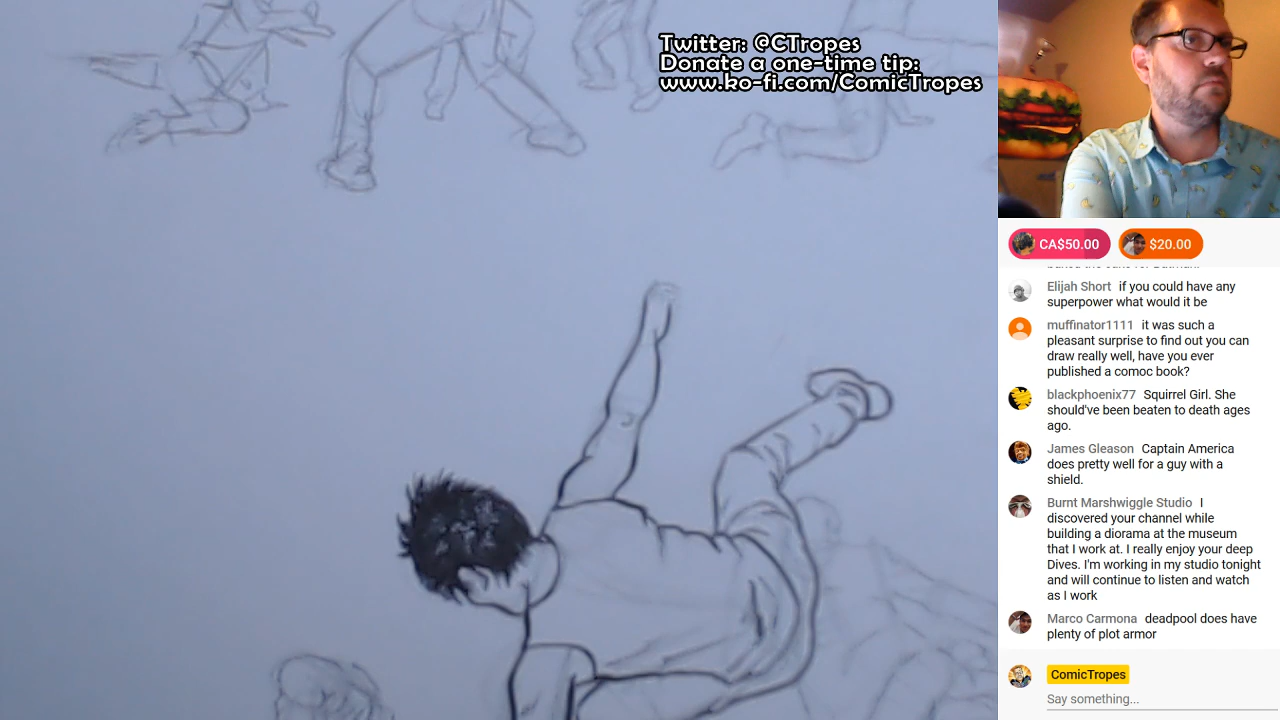 Twitter: @CTropes
Donate a one-time tip:
www.ko-fi.com/ComicTropes
CA$50.00 $20.00
Elijah Short if you could have any
superpower what would it be
muffinator1111 it was such a
pleasant surprise to find out you can
draw really well, have you ever
published a comoc book?
blackphoenix77 Squirrel Girl. She
should've been beaten to death ages
ago.
James Gleason Captain America
does pretty well for a guy with a
shield.
Burnt Marshwiggle Studio I
discovered your channel while
building a diorama at the museum
that I work at. I really enjoy your deep
Dives. I'm working in my studio tonight
and will continue to listen and watch
as I work
Marco Carmona deadpool does have
plenty of plot armor
ComicTropes
Say something...